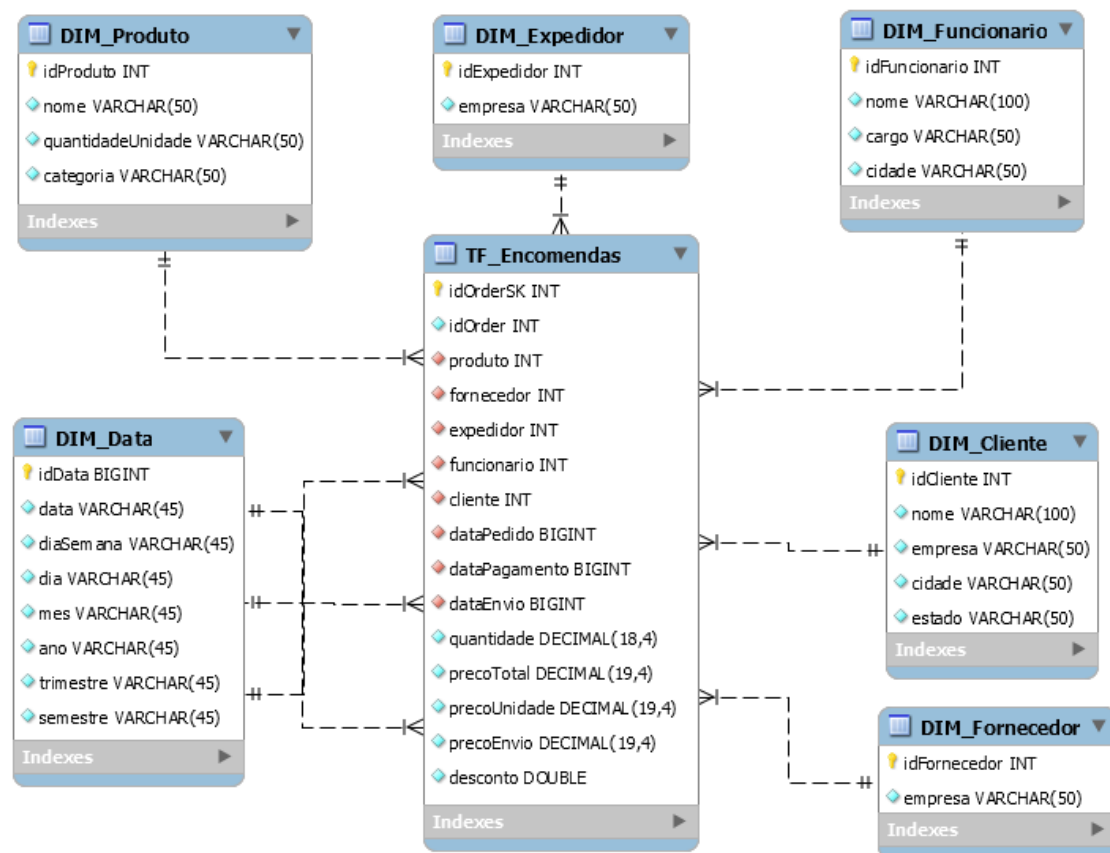 DIM_Produto
idProduto INT
nome VARCHAR(50)
quantidadeUnidade VARCHAR(50)
categoria VARCHAR(50)
Indexes
DIM_Expedidor
idExpedidor INT
empresa VARCHAR(50)
Indexes
DIM_Funcionario
idFuncionario INT
nome VARCHAR(100)
cargo VARCHAR(50)
cidade VARCHAR(50)
Indexes
TF_Encomendas
idOrderSK INT
idOrder INT
produto INT
fornecedor INT
expedidor INT
funcionario INT
cliente INT
dataPedido BIGINT
dataPagamento BIGINT
dataEnvio BIGINT
quantidade DECIMAL(18,4)
precoTotal DECIMAL(19,4)
precoUnidade DECIMAL(19,4)
precoEnvio DECIMAL(19,4)
desconto DOUBLE
Indexes
DIM_Data
idData BIGINT
data VARCHAR(45)
diaSemana VARCHAR(45)
dia VARCHAR(45)
mes VARCHAR(45)
ano VARCHAR(45)
trimestre VARCHAR(45)
semestre VARCHAR(45)
Indexes
DIM_Cliente
idCliente INT
nome VARCHAR(100)
empresa VARCHAR(50)
cidade VARCHAR(50)
estado VARCHAR(50)
Indexes
DIM_Fornecedor
idFornecedor INT
empresa VARCHAR(50)
Indexes